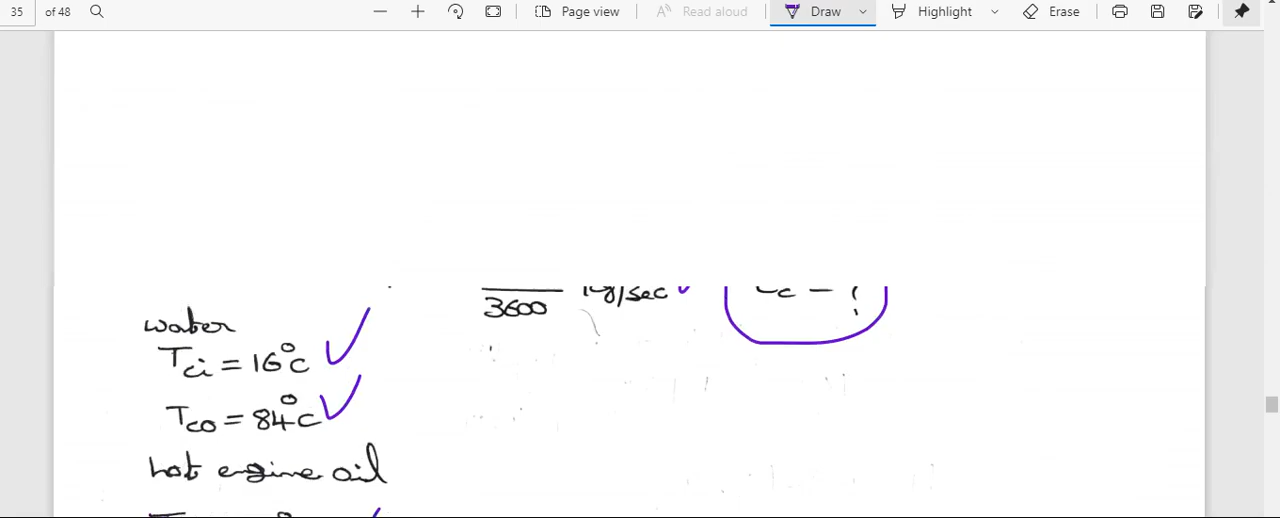 35 of 48 Page view Read aloud Draw Highlight Erase
3600 kg/sec Cc = ?
water
Tci = 16°C
Tco = 84°C
hot engine oil